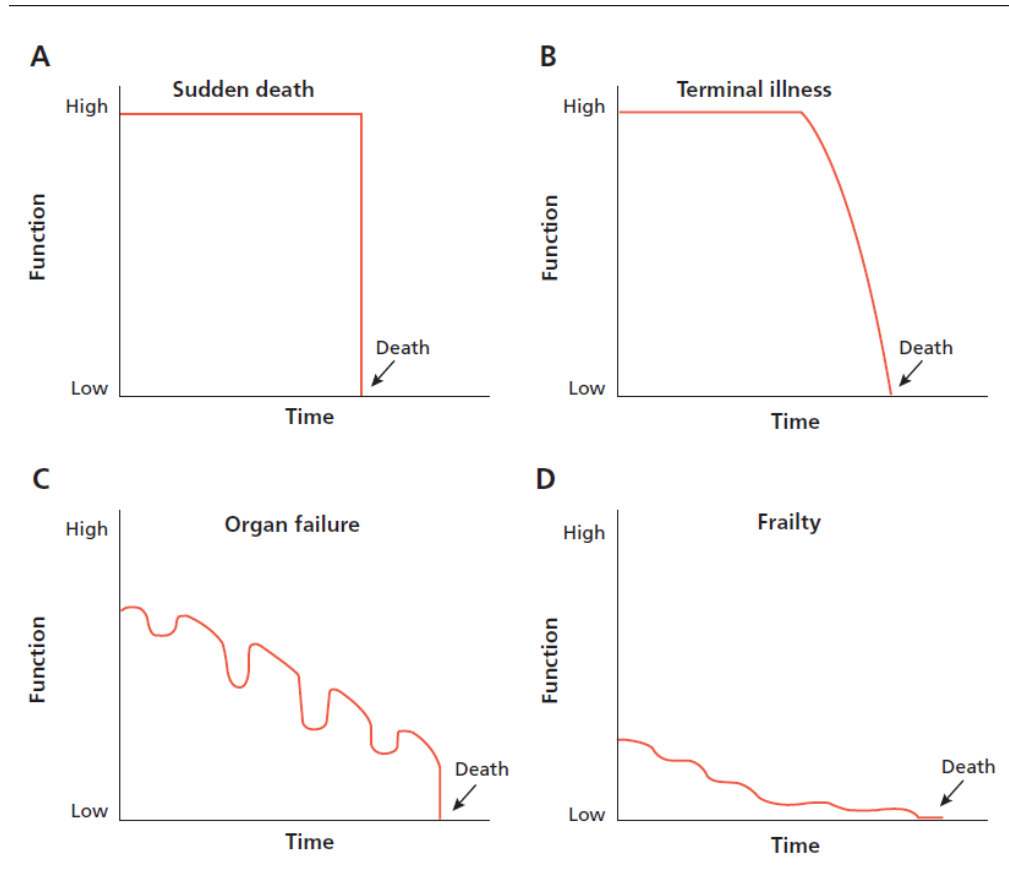 A
Sudden death
High
Function
Death
Low
Time
B
Terminal illness
High
Function
Death
Low
Time
C
Organ failure
High
Function
Death
Low
Time
D
Frailty
High
Function
Death
Low
Time